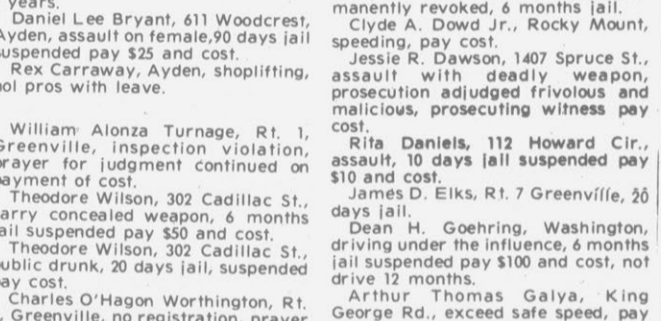 years.
Daniel Lee Bryant, 611 Woodcrest,
Ayden, assault on female,90 days jail
suspended pay $25 and cost.
Rex Carraway, Ayden, shoplifting,
nol pros with leave.
William Alonza Turnage, Rt. 1,
Greenville, inspection violation,
prayer for judgment continued on
payment of cost.
Theodore Wilson, 302 Cadillac St.,
carry concealed weapon, 6 months
jail suspended pay $50 and cost.
Theodore Wilson, 302 Cadillac St.,
public drunk, 20 days jail, suspended
pay cost.
Charles O'Hagon Worthington, Rt.
, Greenville, no registration, prayer
manently revoked, 6 months jail.
Clyde A. Dowd Jr., Rocky Mount,
speeding, pay cost.
Jessie R. Dawson, 1407 Spruce St.,
assault with deadly weapon,
prosecution adjudged frivolous and
malicious, prosecuting witness pay
cost.
Rita Daniels, 112 Howard Cir.,
assault, 10 days jail suspended pay
$10 and cost.
James D. Elks, Rt. 7 Greenville, 20
days jail.
Dean H. Goehring, Washington,
driving under the influence, 6 months
jail suspended pay $100 and cost, not
drive 12 months.
Arthur Thomas Galya, King
George Rd., exceed safe speed, pay